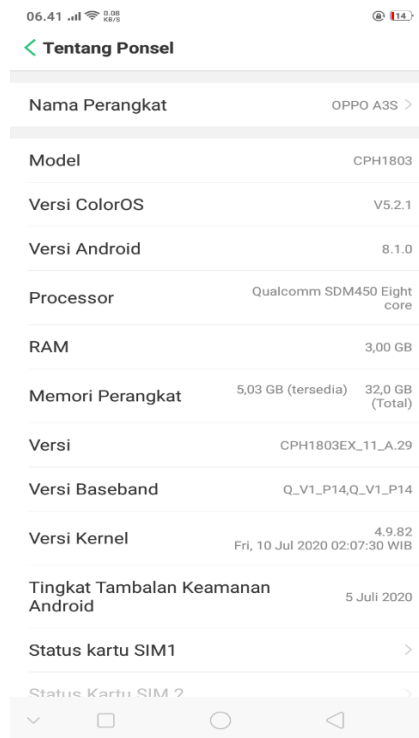 06.41 0.08 KB/S 14
Tentang Ponsel
Nama Perangkat OPPO A3S
Model CPH1803
Versi ColorOS V5.2.1
Versi Android 8.1.0
Processor Qualcomm SDM450 Eight
core
RAM 3,00 GB
Memori Perangkat 5,03 GB (tersedia) 32,0 GB
(Total)
Versi CPH1803EX_11_A.29
Versi Baseband Q_V1_P14,Q_V1_P14
Versi Kernel 4.9.82
Fri, 10 Jul 2020 02:07:30 WIB
Tingkat Tambalan Keamanan
Android 5 Juli 2020
Status kartu SIM1
Status Kartu SIM 2